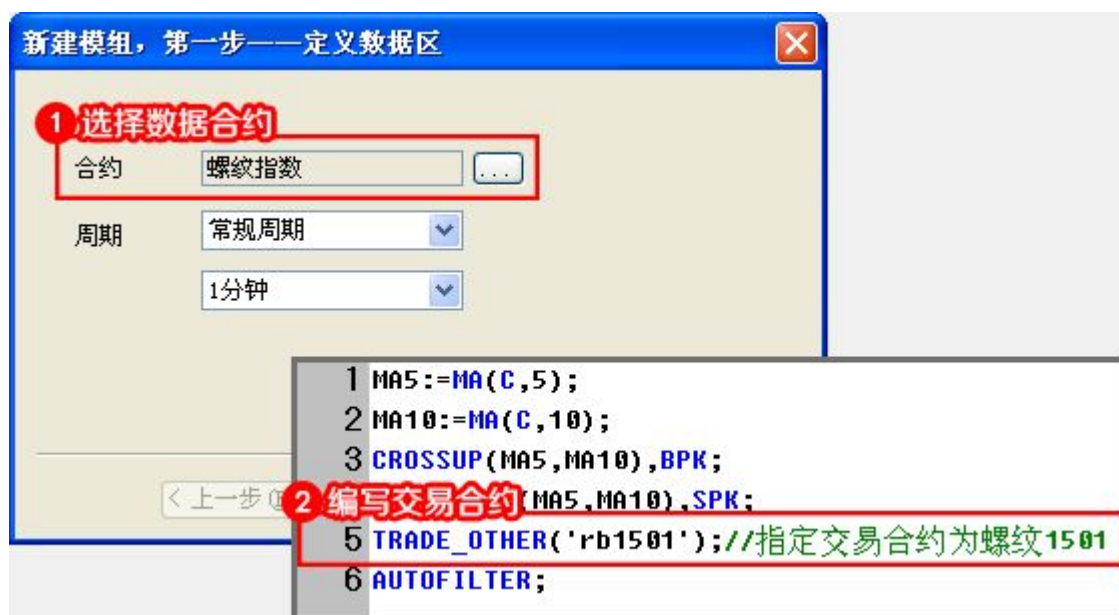 新建模组，第一步——定义数据区
1 选择数据合约
合约 螺纹指数 ...
周期 常规周期
1分钟
1 MA5:=MA(C,5);
2 MA10:=MA(C,10);
3 CROSSUP(MA5,MA10),BPK;
<上一步
2 编写交易合约
(MA5,MA10),SPK;
5 TRADE_OTHER('rb1501');//指定交易合约为螺纹1501
6 AUTOFILTER;